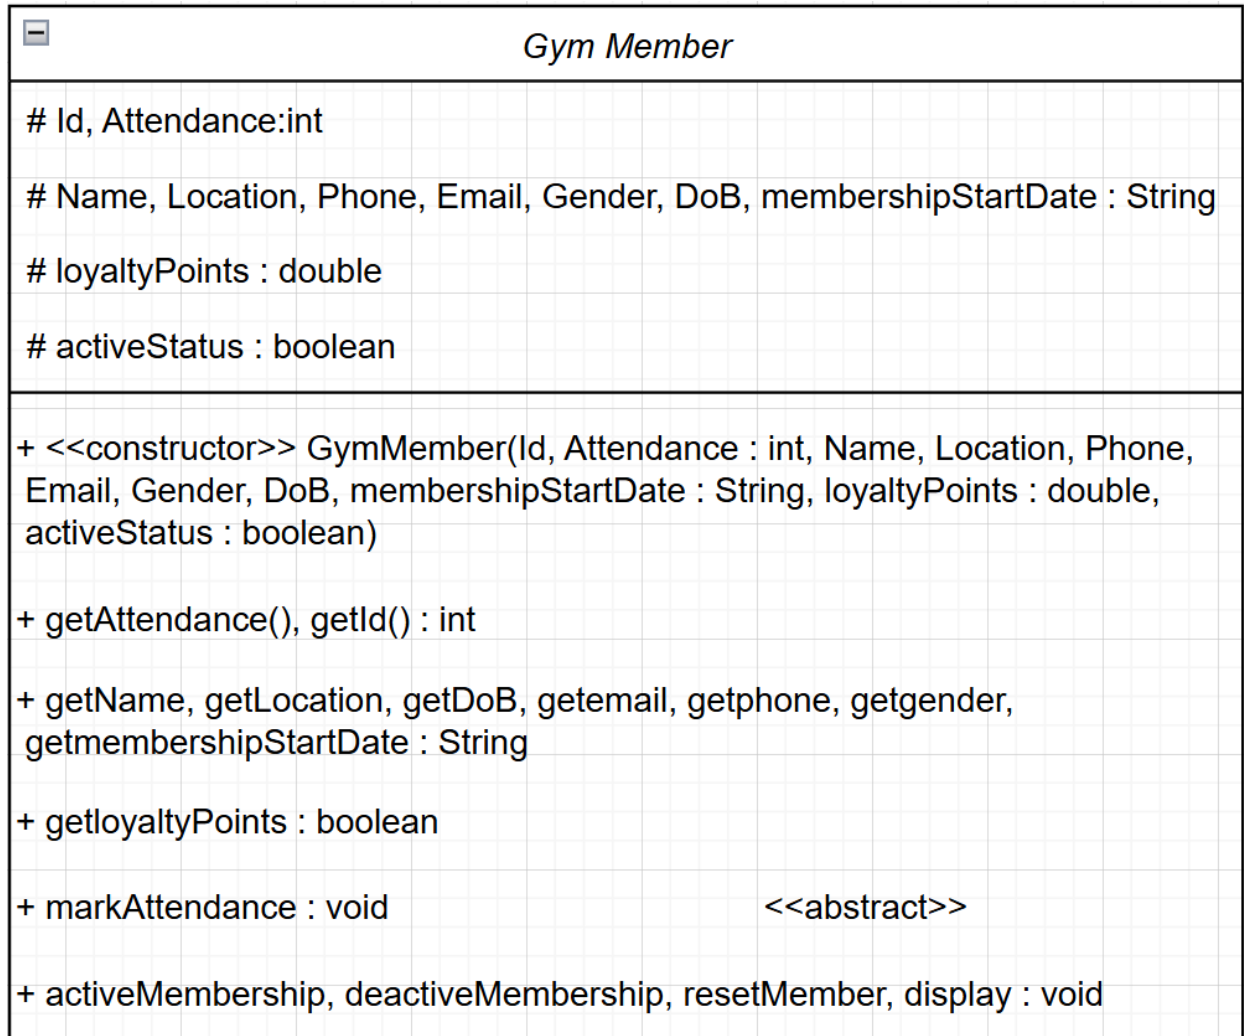 Gym Member
# Id, Attendance:int
# Name, Location, Phone, Email, Gender, DoB, membershipStartDate : String
# loyaltyPoints : double
# activeStatus : boolean
+ <<constructor>> GymMember(Id, Attendance : int, Name, Location, Phone,
Email, Gender, DoB, membershipStartDate : String, loyaltyPoints : double,
activeStatus : boolean)
+ getAttendance(), getId() : int
+ getName, getLocation, getDoB, getemail, getphone, getgender,
getmembershipStartDate : String
+ getloyaltyPoints : boolean
+ markAttendance : void <<abstract>>
+ activeMembership, deactiveMembership, resetMember, display : void